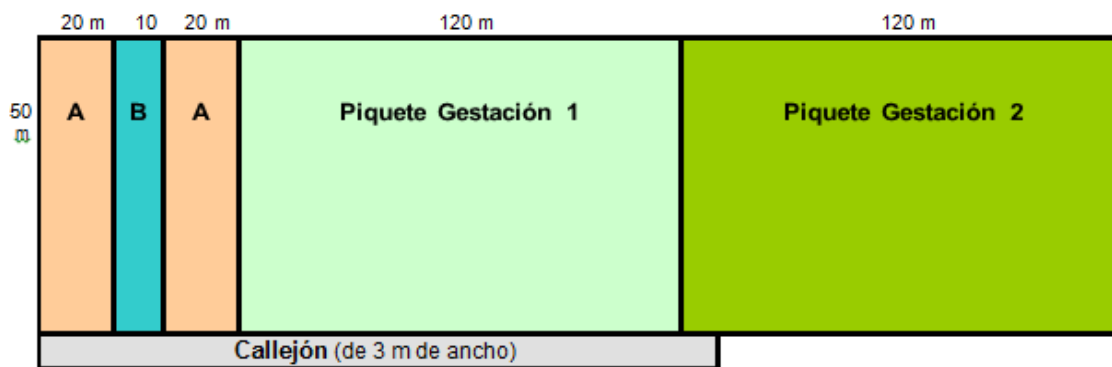 20 m 10 20 m 120 m 120 m
50 A B A Piquete Gestación 1 Piquete Gestación 2
m
Callejón (de 3 m de ancho)